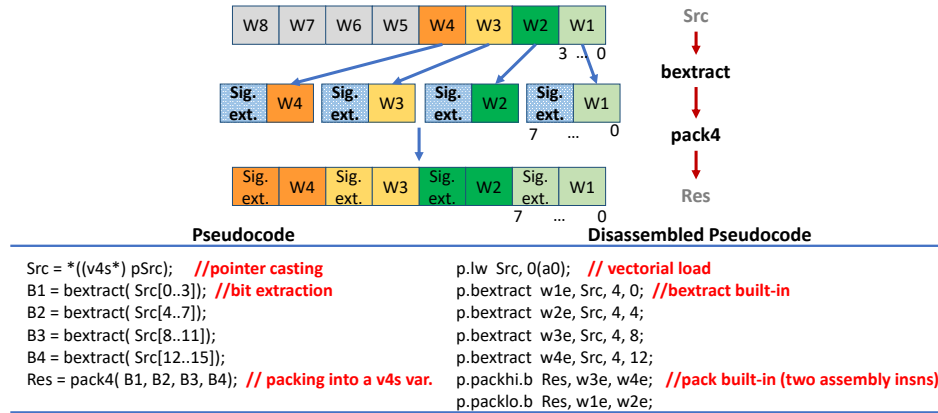 W8 W7 W6 W5 W4 W3 W2 W1
3 ... 0
Src
bextract
pack4
Res
Sig. ext. W4 Sig. ext. W3 Sig. ext. W2 Sig. ext. W1
7 ... 0
Sig. ext. W4 Sig. ext. W3 Sig. ext. W2 Sig. ext. W1
7 ... 0
Pseudocode
Src = *((v4s*) pSrc); //pointer casting
B1 = bextract( Src[0..3]); //bit extraction
B2 = bextract( Src[4..7]);
B3 = bextract( Src[8..11]);
B4 = bextract( Src[12..15]);
Res = pack4( B1, B2, B3, B4); // packing into a v4s var.
Disassembled Pseudocode
p.lw Src, 0(a0); // vectorial load
p.bextract w1e, Src, 4, 0; //bextract built-in
p.bextract w2e, Src, 4, 4;
p.bextract w3e, Src, 4, 8;
p.bextract w4e, Src, 4, 12;
p.packhi.b Res, w3e, w4e; //pack built-in (two assembly insns)
p.packlo.b Res, w1e, w2e;